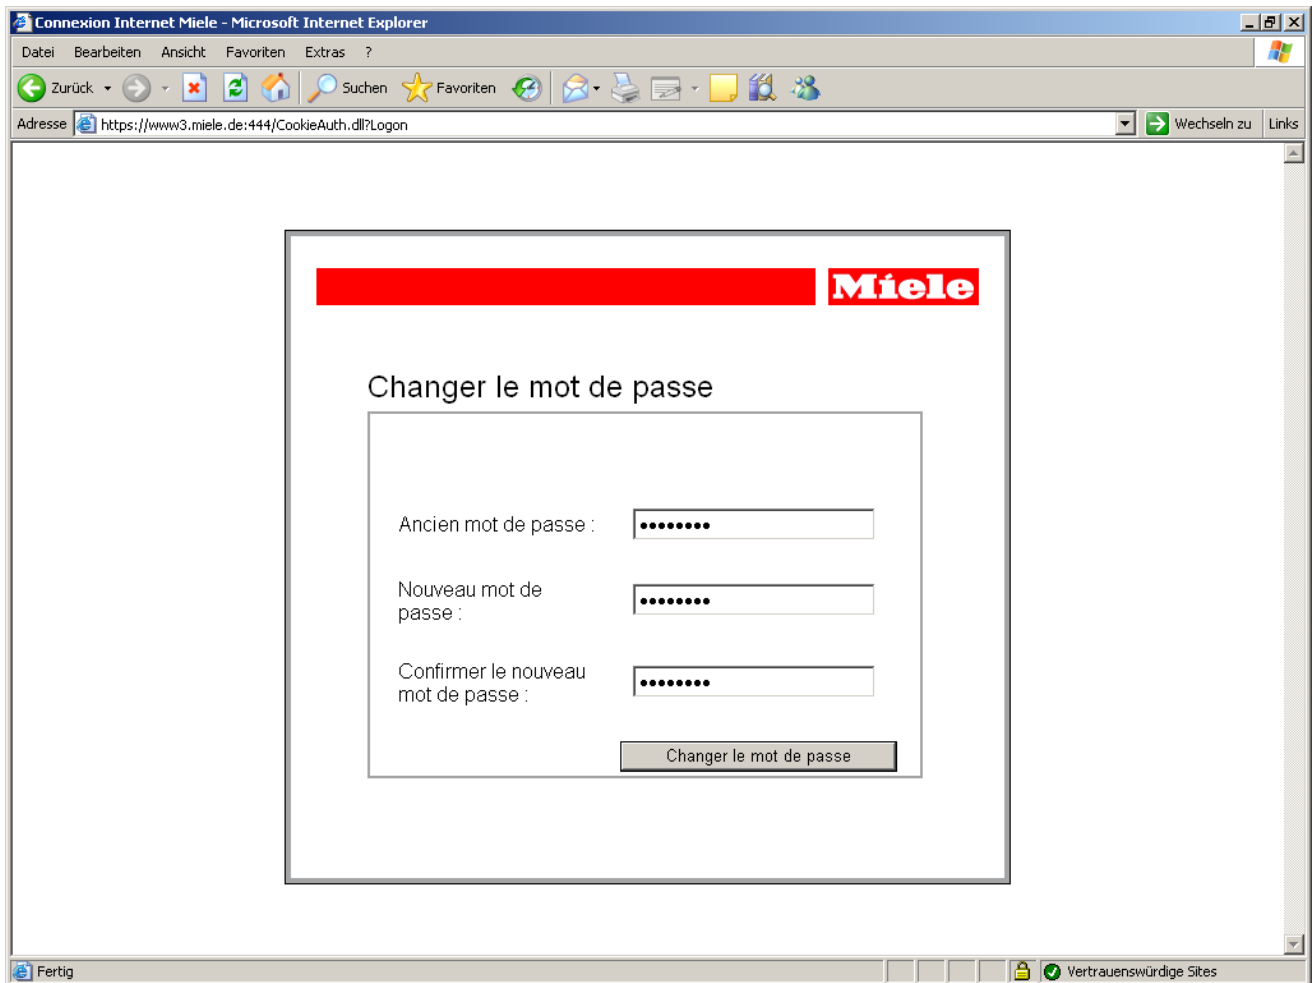 Connexion Internet Miele - Microsoft Internet Explorer
Datei Bearbeiten Ansicht Favoriten Extras ?
Zurück Suchen Favoriten
Adresse https://www3.miele.de:444/CookieAuth.dll?Logon Wechseln zu Links
Miele
Changer le mot de passe
Ancien mot de passe : ••••••••
Nouveau mot de
passe : ••••••••
Confirmer le nouveau
mot de passe : ••••••••
Changer le mot de passe
Fertig Vertrauenswürdige Sites